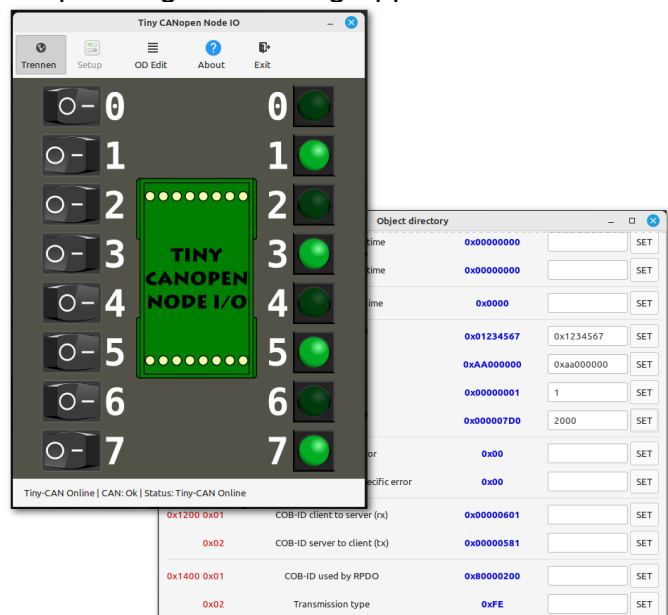 Tiny CANopen Node IO
Trennen Setup OD Edit About Exit
0 0
1 1
2 2
3 3
4 4
5 5
6 6
7 7
TINY
CANOPEN
NODE I/O
Tiny-CAN Online | CAN: Ok | Status: Tiny-CAN Online
Object directory
time 0x00000000 SET
time 0x00000000 SET
time 0x0000 SET
0x01234567 0x1234567 SET
0xAA000000 0xaa000000 SET
0x00000001 1 SET
0x000007D0 2000 SET
or 0x00 SET
ecific error 0x00 SET
0x1200 0x01 COB-ID client to server (rx) 0x00000601 SET
0x02 COB-ID server to client (tx) 0x00000581 SET
0x1400 0x01 COB-ID used by RPDO 0x80000200 SET
0x02 Transmission type 0xFE SET